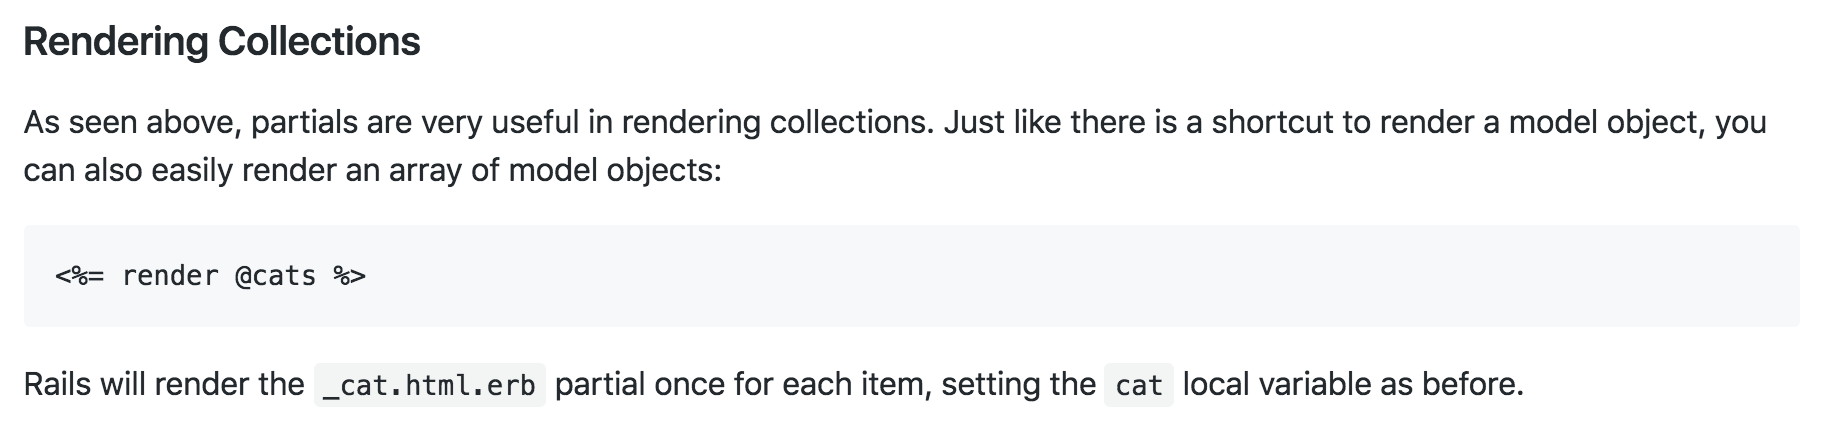 Rendering Collections
As seen above, partials are very useful in rendering collections. Just like there is a shortcut to render a model object, you
can also easily render an array of model objects:
<%= render @cats %>
Rails will render the _cat.html.erb partial once for each item, setting the cat local variable as before.